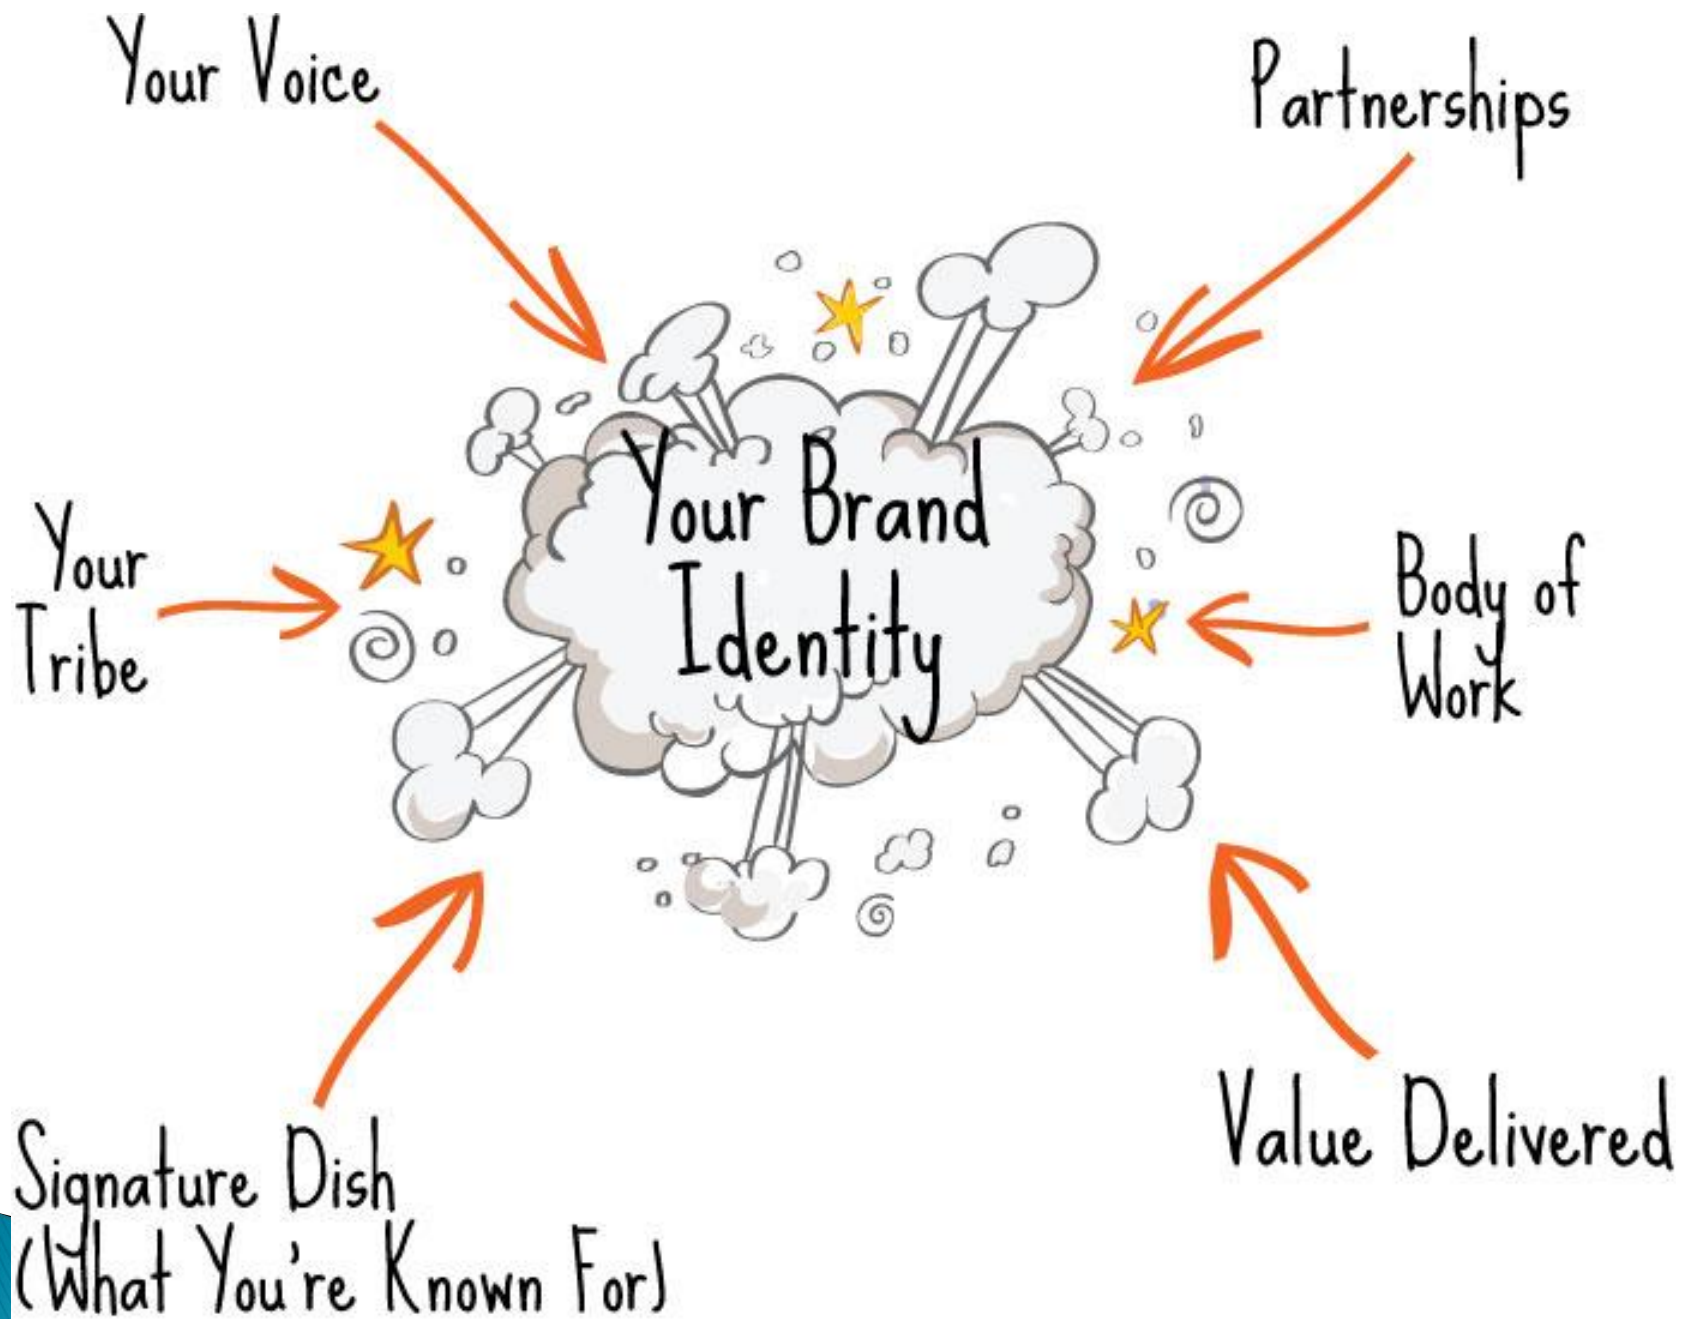 Your Voice
Partnerships
Your Brand
Identity
Your
Tribe
Body of
Work
Signature Dish
(What You're Known For)
Value Delivered